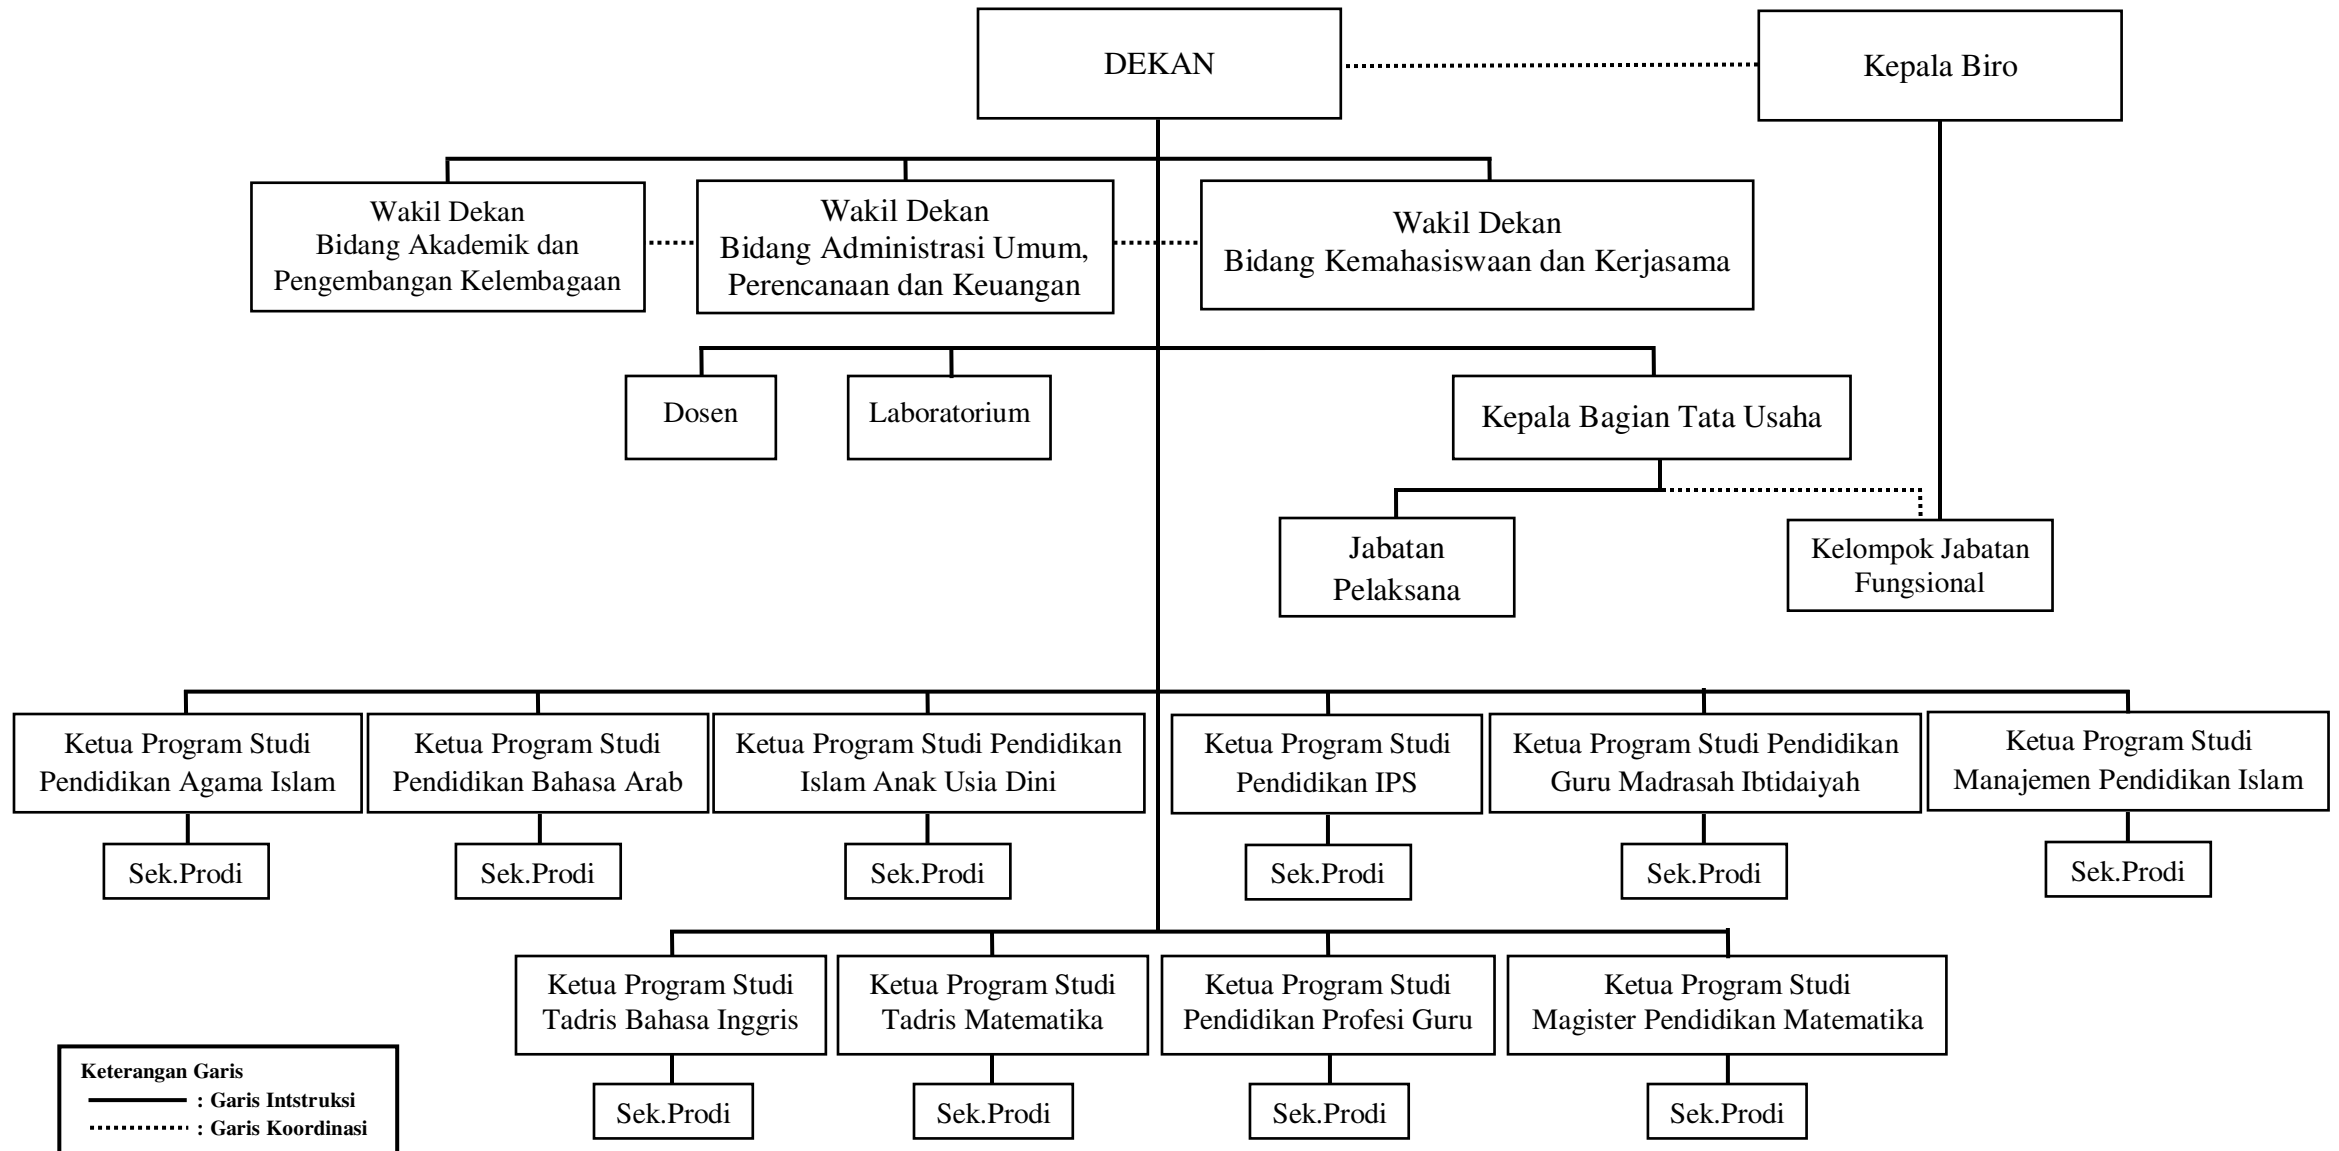 DEKAN
Kepala Biro
Wakil Dekan
Bidang Akademik dan
Pengembangan Kelembagaan
Wakil Dekan
Bidang Administrasi Umum,
Perencanaan dan Keuangan
Wakil Dekan
Bidang Kemahasiswaan dan Kerjasama
Dosen
Laboratorium
Kepala Bagian Tata Usaha
Jabatan
Pelaksana
Kelompok Jabatan
Fungsional
Ketua Program Studi
Pendidikan Agama Islam
Ketua Program Studi
Pendidikan Bahasa Arab
Ketua Program Studi Pendidikan
Islam Anak Usia Dini
Ketua Program Studi
Pendidikan IPS
Ketua Program Studi Pendidikan
Guru Madrasah Ibtidaiyah
Ketua Program Studi
Manajemen Pendidikan Islam
Sek.Prodi
Sek.Prodi
Sek.Prodi
Sek.Prodi
Sek.Prodi
Sek.Prodi
Ketua Program Studi
Tadris Bahasa Inggris
Ketua Program Studi
Tadris Matematika
Ketua Program Studi
Pendidikan Profesi Guru
Ketua Program Studi
Magister Pendidikan Matematika
Sek.Prodi
Sek.Prodi
Sek.Prodi
Sek.Prodi
Keterangan Garis
: Garis Intstruksi
: Garis Koordinasi